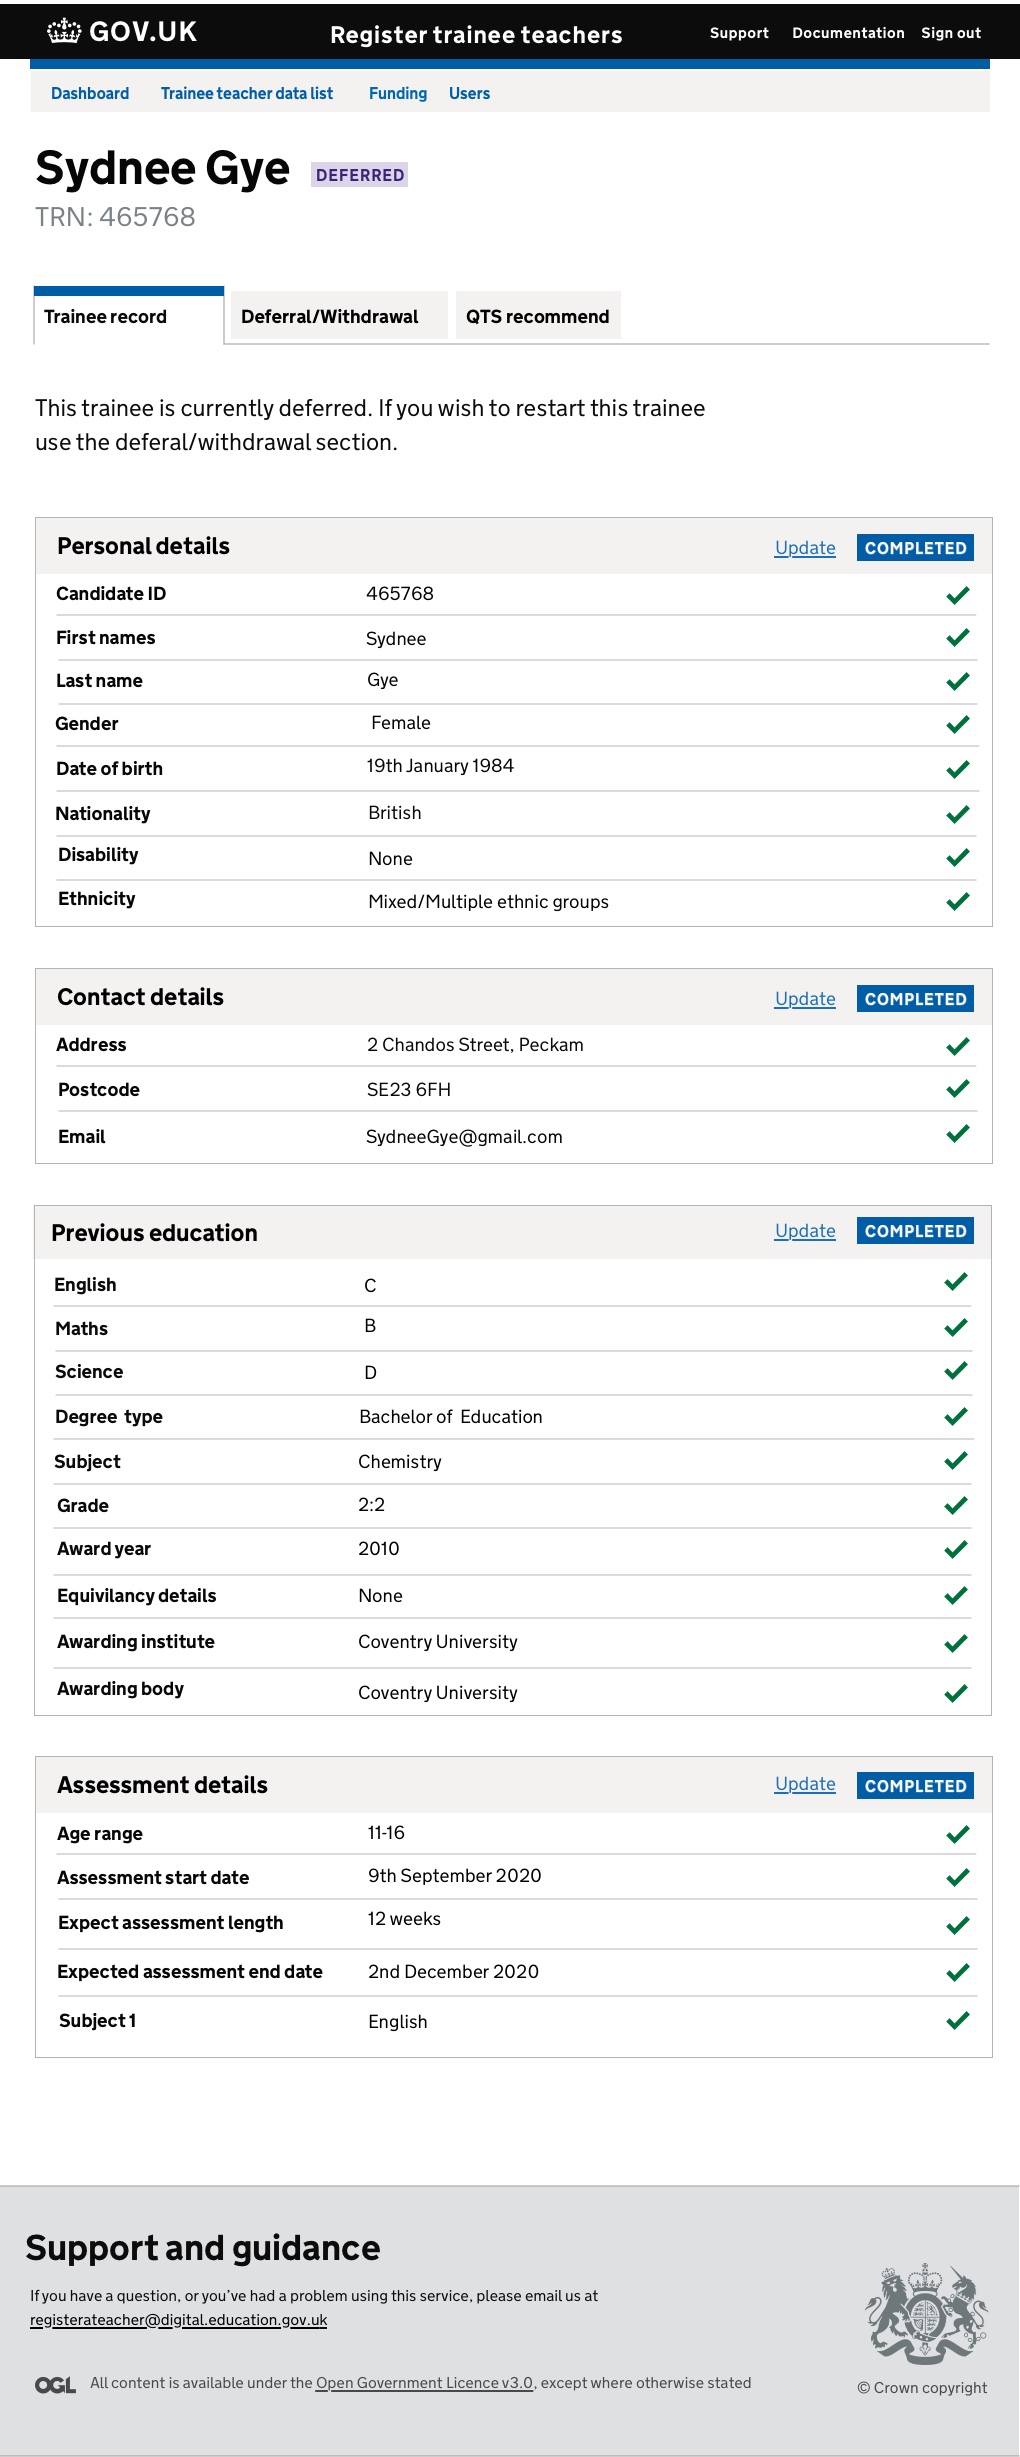 GOV.UK Register trainee teachers Support Documentation Sign out
Dashboard Trainee teacher data list Funding Users
Sydnee Gye DEFERRED
TRN: 465768
Trainee record Deferral/Withdrawal QTS recommend
This trainee is currently deferred. If you wish to restart this trainee
use the deferal/withdrawal section.
Personal details Update COMPLETED
Candidate ID 465768
First names Sydnee
Last name Gye
Gender Female
Date of birth 19th January 1984
Nationality British
Disability None
Ethnicity Mixed/Multiple ethnic groups
Contact details Update COMPLETED
Address 2 Chandos Street, Peckam
Postcode SE23 6FH
Email SydneeGye@gmail.com
Previous education Update COMPLETED
English C
Maths B
Science D
Degree type Bachelor of Education
Subject Chemistry
Grade 2:2
Award year 2010
Equivilancy details None
Awarding institute Coventry University
Awarding body Coventry University
Assessment details Update COMPLETED
Age range 11-16
Assessment start date 9th September 2020
Expect assessment length 12 weeks
Expected assessment end date 2nd December 2020
Subject 1 English
Support and guidance
If you have a question, or you've had a problem using this service, please email us at
registerateacher@digital.education.gov.uk
OGL All content is available under the Open Government Licence v3.0, except where otherwise stated
© Crown copyright